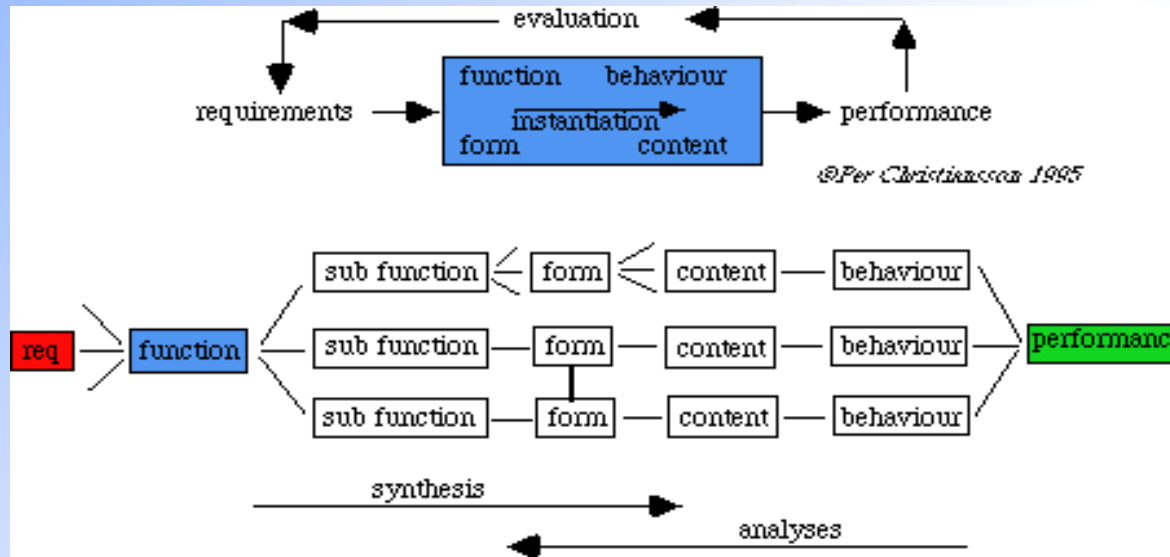 evaluation
function behaviour
requirements instantiation performance
form content
©Per Christiansson 1995
sub function form content behaviour
req function sub function form content behaviour performanc
sub function form content behaviour
synthesis
analyses